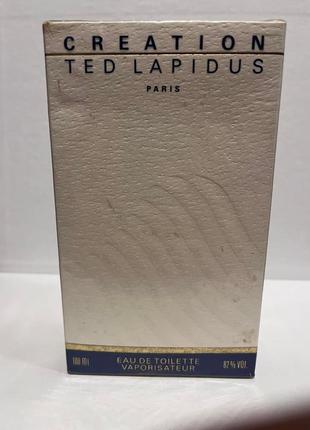 CREATION
TED LAPIDUS
PARIS
100 ml
EAU DE TOILETTE
VAPORISATEUR
82% VOL.